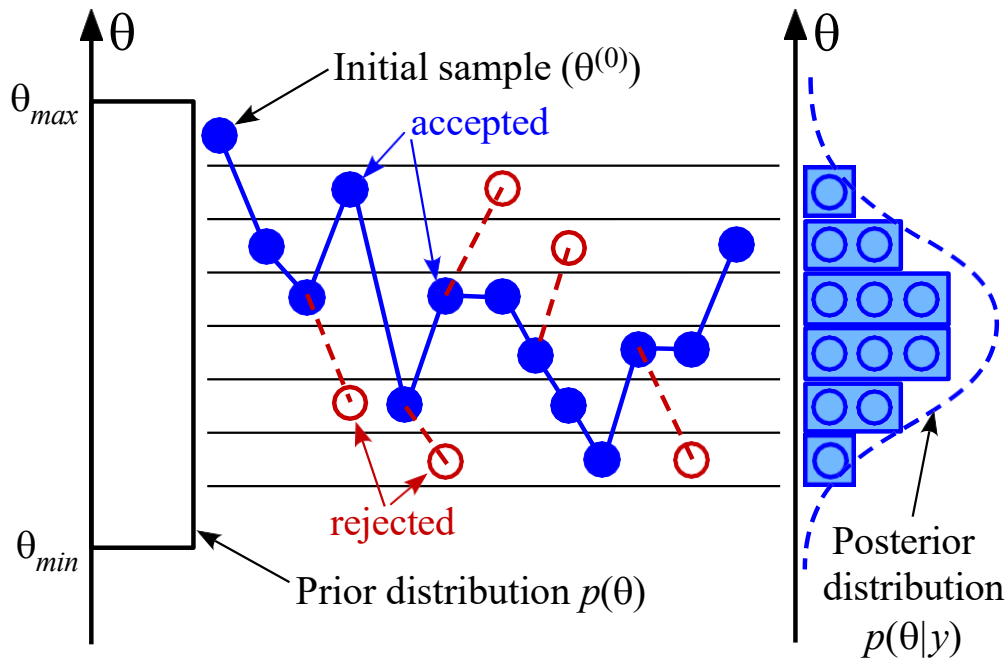 θ
θ
Initial sample (θ(0))
θmax
accepted
rejected
θmin
Prior distribution p(θ)
Posterior
distribution
p(θ|y)